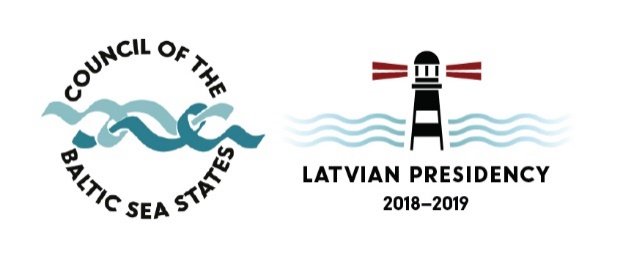 COUNCIL OF THE
BALTIC SEA STATES
LATVIAN PRESIDENCY
2018–2019